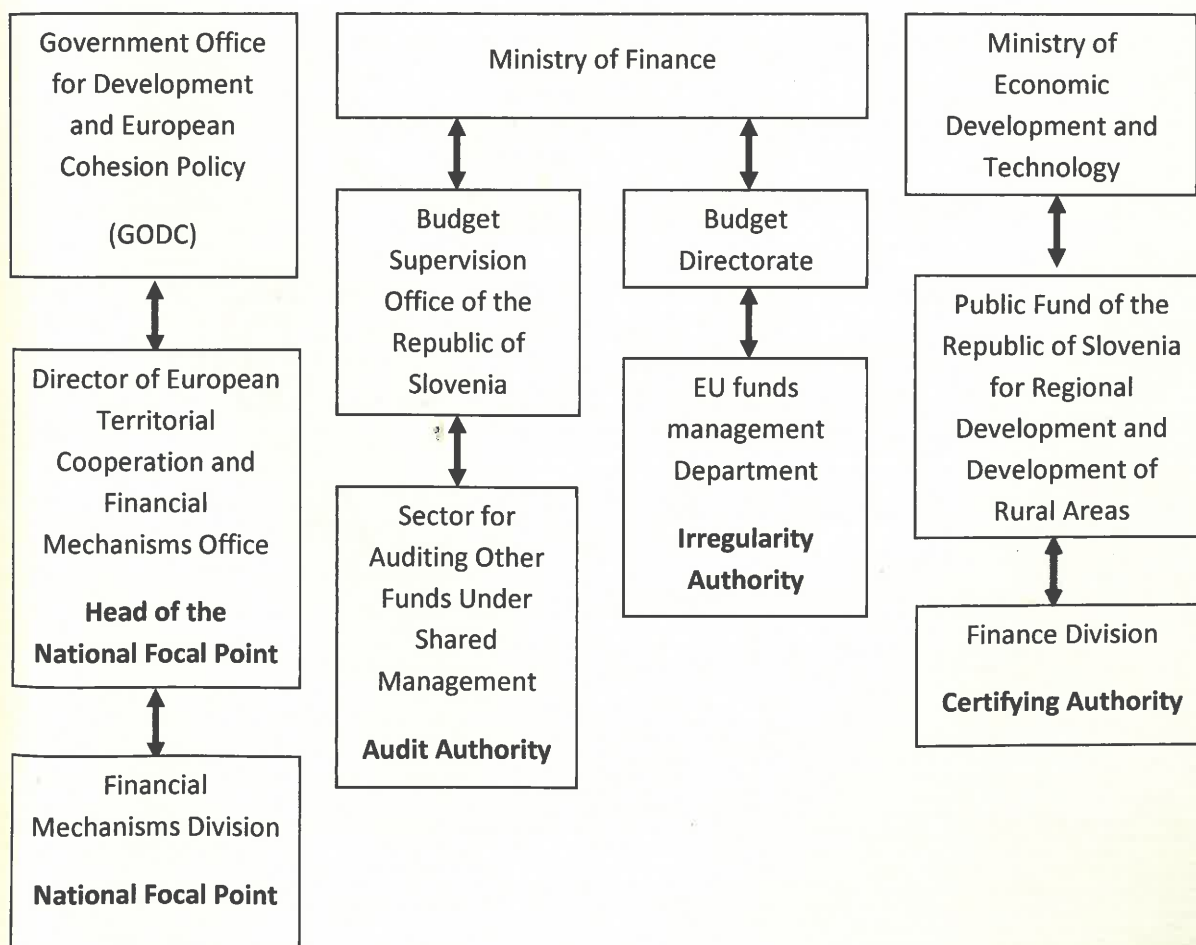 Government Office
for Development
and European
Cohesion Policy
(GODC)
Director of European
Territorial
Cooperation and
Financial
Mechanisms Office
Head of the
National Focal Point
Financial
Mechanisms Division
National Focal Point
Ministry of Finance
Budget
Supervision
Office of the
Republic of
Slovenia
Sector for
Auditing Other
Funds Under
Shared
Management
Audit Authority
Budget
Directorate
EU funds
management
Department
Irregularity
Authority
Ministry of
Economic
Development and
Technology
Public Fund of the
Republic of Slovenia
for Regional
Development and
Development of
Rural Areas
Finance Division
Certifying Authority